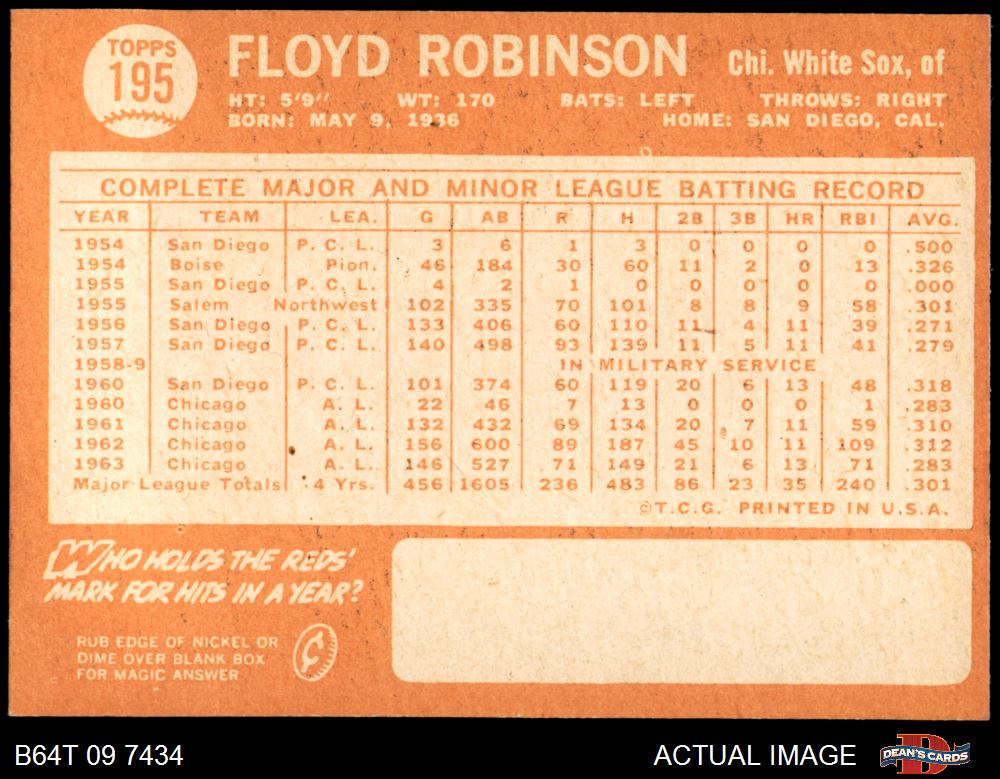 TOPPS
195
FLOYD ROBINSON
Chi. White Sox, of
HT: 5'9" WT: 170 BATS: LEFT THROWS: RIGHT
BORN: MAY 9, 1936 HOME: SAN DIEGO, CAL.
COMPLETE MAJOR AND MINOR LEAGUE BATTING RECORD
YEAR TEAM LEA. G AB R H 2B 3B HR RBI AVG.
1954 San Diego P. C. L. 3 6 1 3 0 0 0 0 .500
1954 Boise Pion. 46 184 30 60 11 2 0 13 .326
1955 San Diego P. C. L. 4 2 1 0 0 0 0 0 .000
1955 Salem Northwest 102 335 70 101 8 8 9 58 .301
1956 San Diego P. C. L. 133 406 60 110 11 4 11 39 .271
1957 San Diego P. C. L. 140 498 93 139 11 5 11 41 .279
1958-9 IN MILITARY SERVICE
1960 San Diego P. C. L. 101 374 60 119 20 6 13 48 .318
1960 Chicago A. L. 22 46 7 13 0 0 0 1 .283
1961 Chicago A. L. 132 432 69 134 20 7 11 59 .310
1962 Chicago A. L. 156 600 89 187 45 10 11 109 .312
1963 Chicago A. L. 146 527 71 149 21 6 13 71 .283
Major League Totals 4 Yrs. 456 1605 236 483 86 23 35 240 .301
©T.C.G. PRINTED IN U.S.A.
WHO HOLDS THE REDS'
MARK FOR HITS IN A YEAR?
RUB EDGE OF NICKEL OR
DIME OVER BLANK BOX
FOR MAGIC ANSWER
¢
B64T 09 7434 ACTUAL IMAGE DEAN'S CARDS